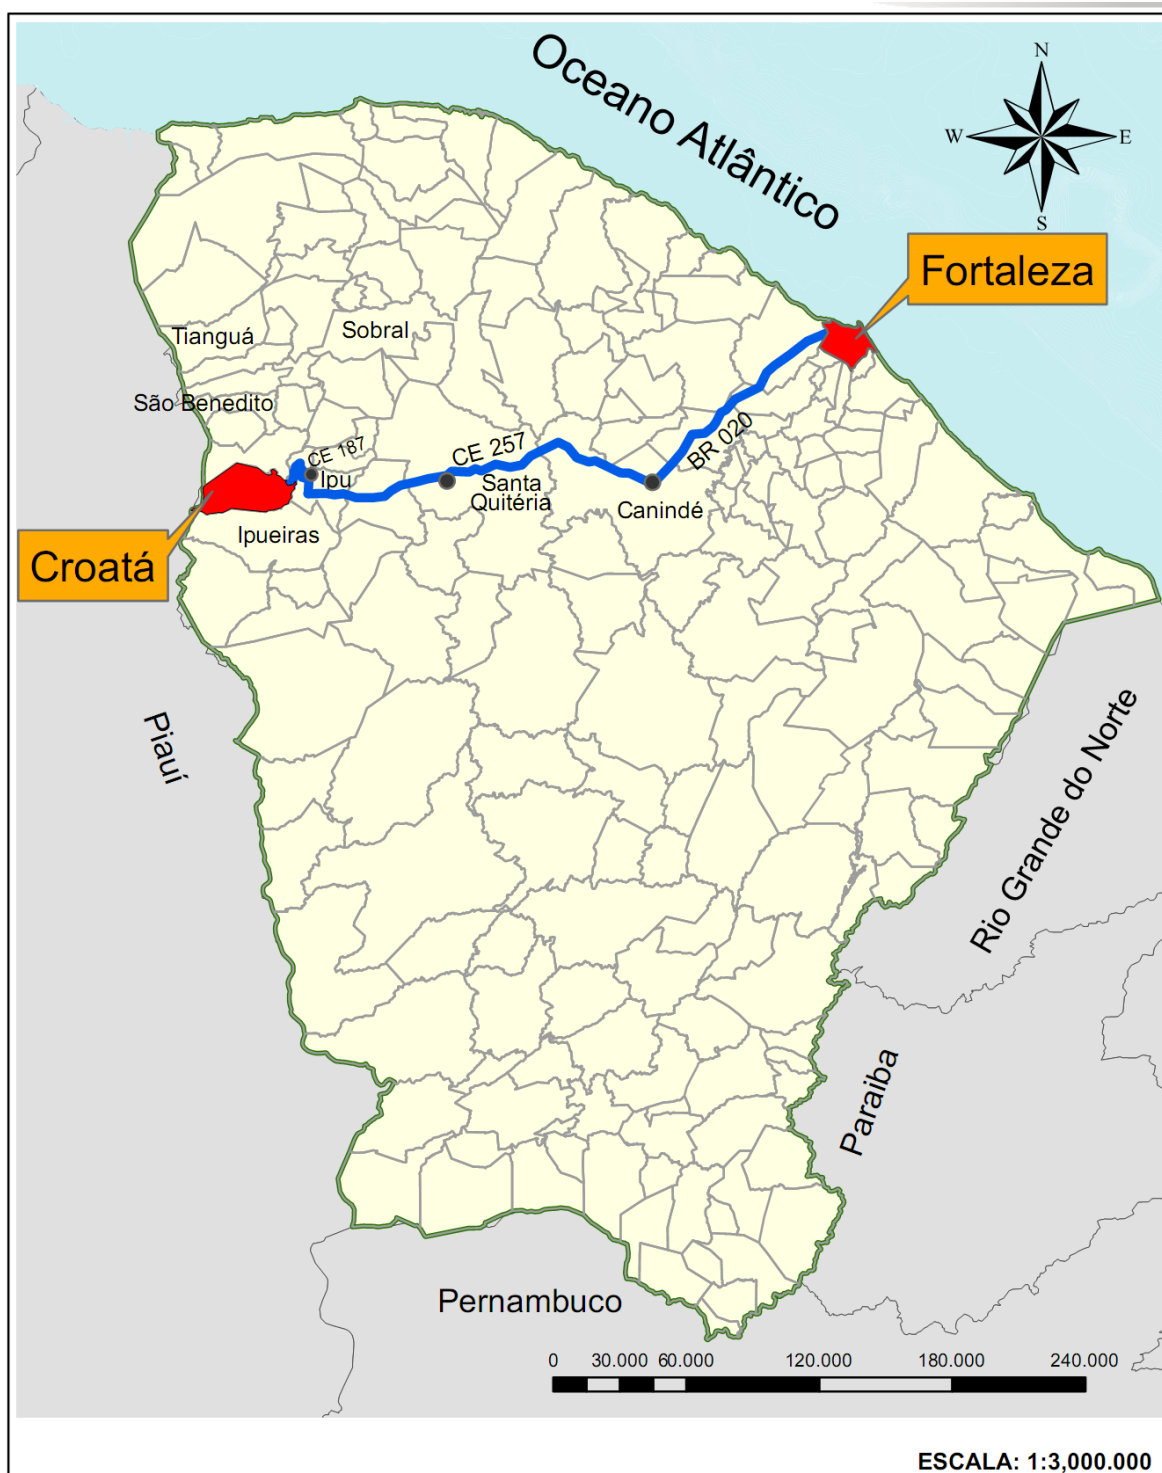 Oceano Atlântico
N
W
E
S
Fortaleza
Tianguá
Sobral
São Benedito
CE 187
Ipu
CE 257
Santa
Quitéria
BR 020
Canindé
Ipueiras
Croatá
Piauí
Rio Grande do Norte
Paraiba
Pernambuco
0 30.000 60.000 120.000 180.000 240.000
ESCALA: 1:3,000.000